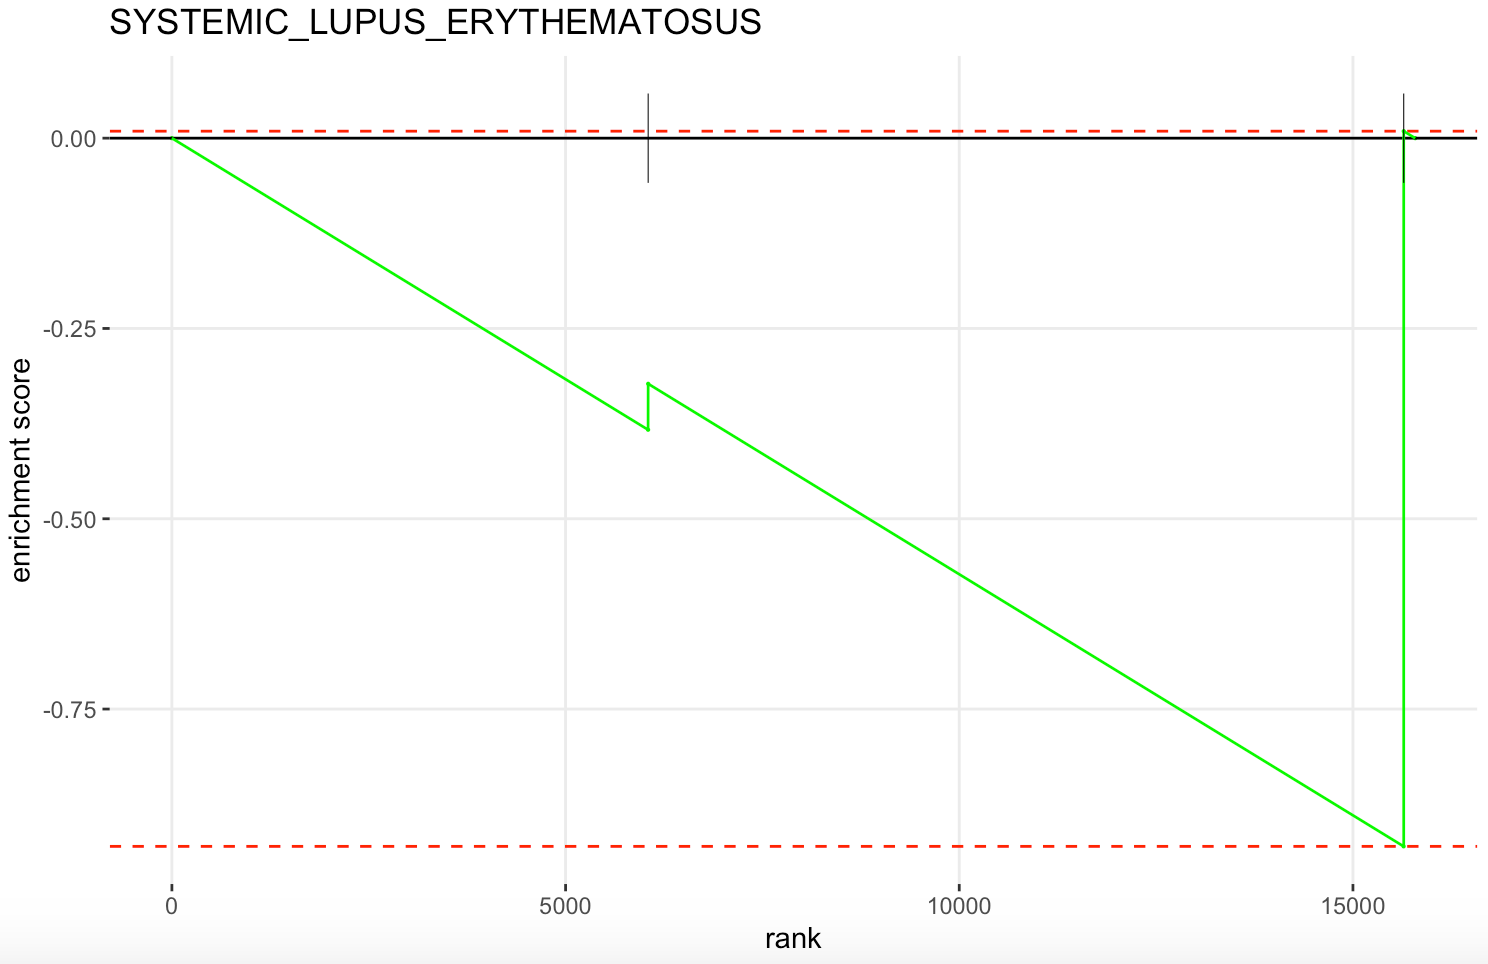 SYSTEMIC_LUPUS_ERYTHEMATOSUS
0.00
-0.25
-0.50
-0.75
enrichment score
0 5000 10000 15000
rank